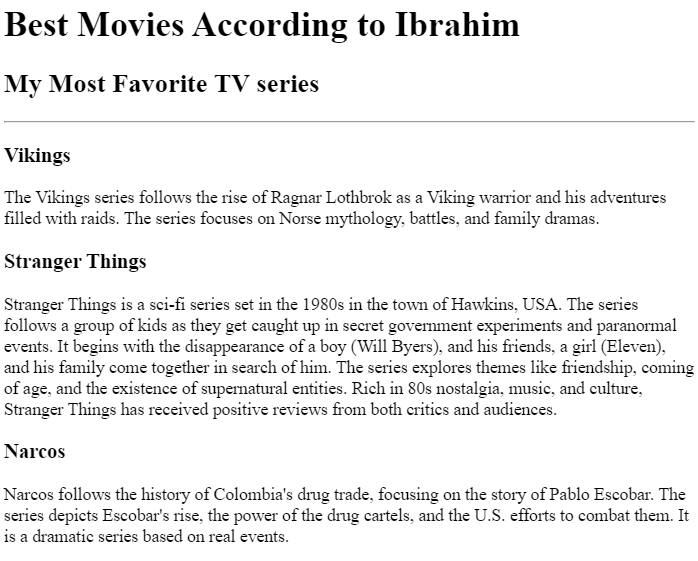 Best Movies According to Ibrahim
My Most Favorite TV series
Vikings
The Vikings series follows the rise of Ragnar Lothbrok as a Viking warrior and his adventures
filled with raids. The series focuses on Norse mythology, battles, and family dramas.
Stranger Things
Stranger Things is a sci-fi series set in the 1980s in the town of Hawkins, USA. The series
follows a group of kids as they get caught up in secret government experiments and paranormal
events. It begins with the disappearance of a boy (Will Byers), and his friends, a girl (Eleven),
and his family come together in search of him. The series explores themes like friendship, coming
of age, and the existence of supernatural entities. Rich in 80s nostalgia, music, and culture,
Stranger Things has received positive reviews from both critics and audiences.
Narcos
Narcos follows the history of Colombia's drug trade, focusing on the story of Pablo Escobar. The
series depicts Escobar's rise, the power of the drug cartels, and the U.S. efforts to combat them. It
is a dramatic series based on real events.